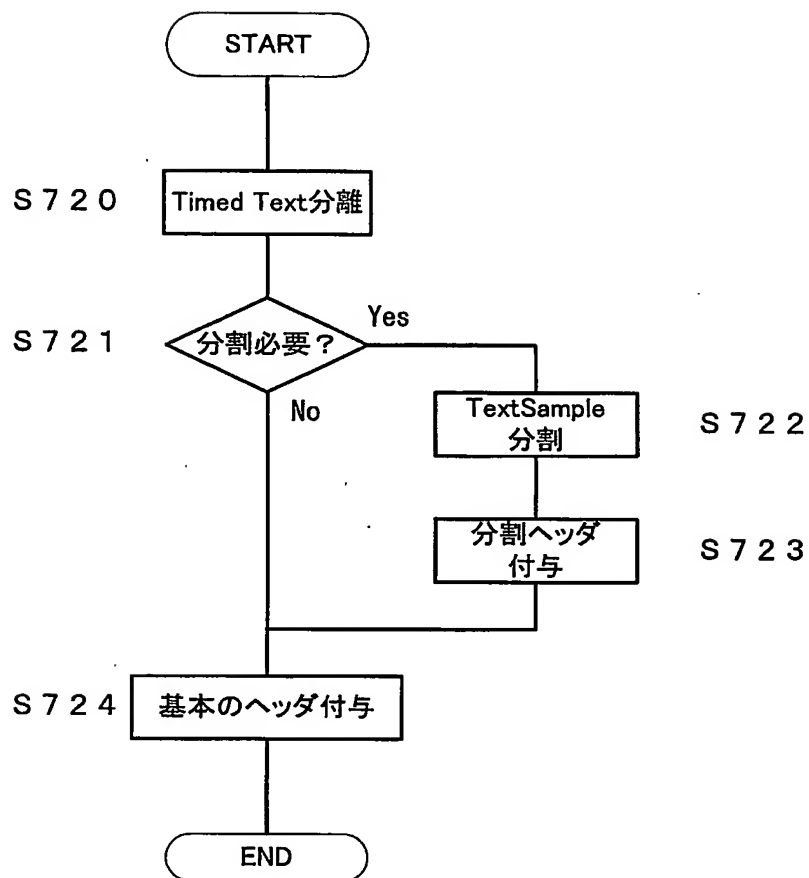 START
S720
Timed Text分離
S721
分割必要?
Yes
No
TextSample
分割
S722
分割ヘッダ
付与
S723
S724
基本のヘッダ付与
END